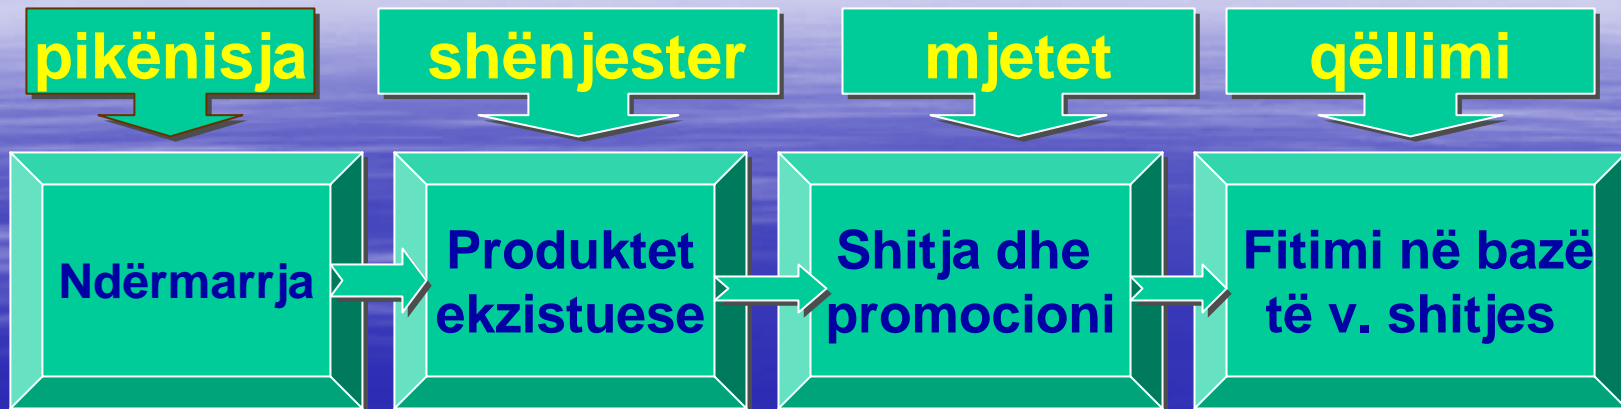 pikënisja
shënjester
mjetet
qëllimi
Ndërmarrja
Produktet
ekzistuese
Shitja dhe
promocioni
Fitimi në bazë
të v. shitjes